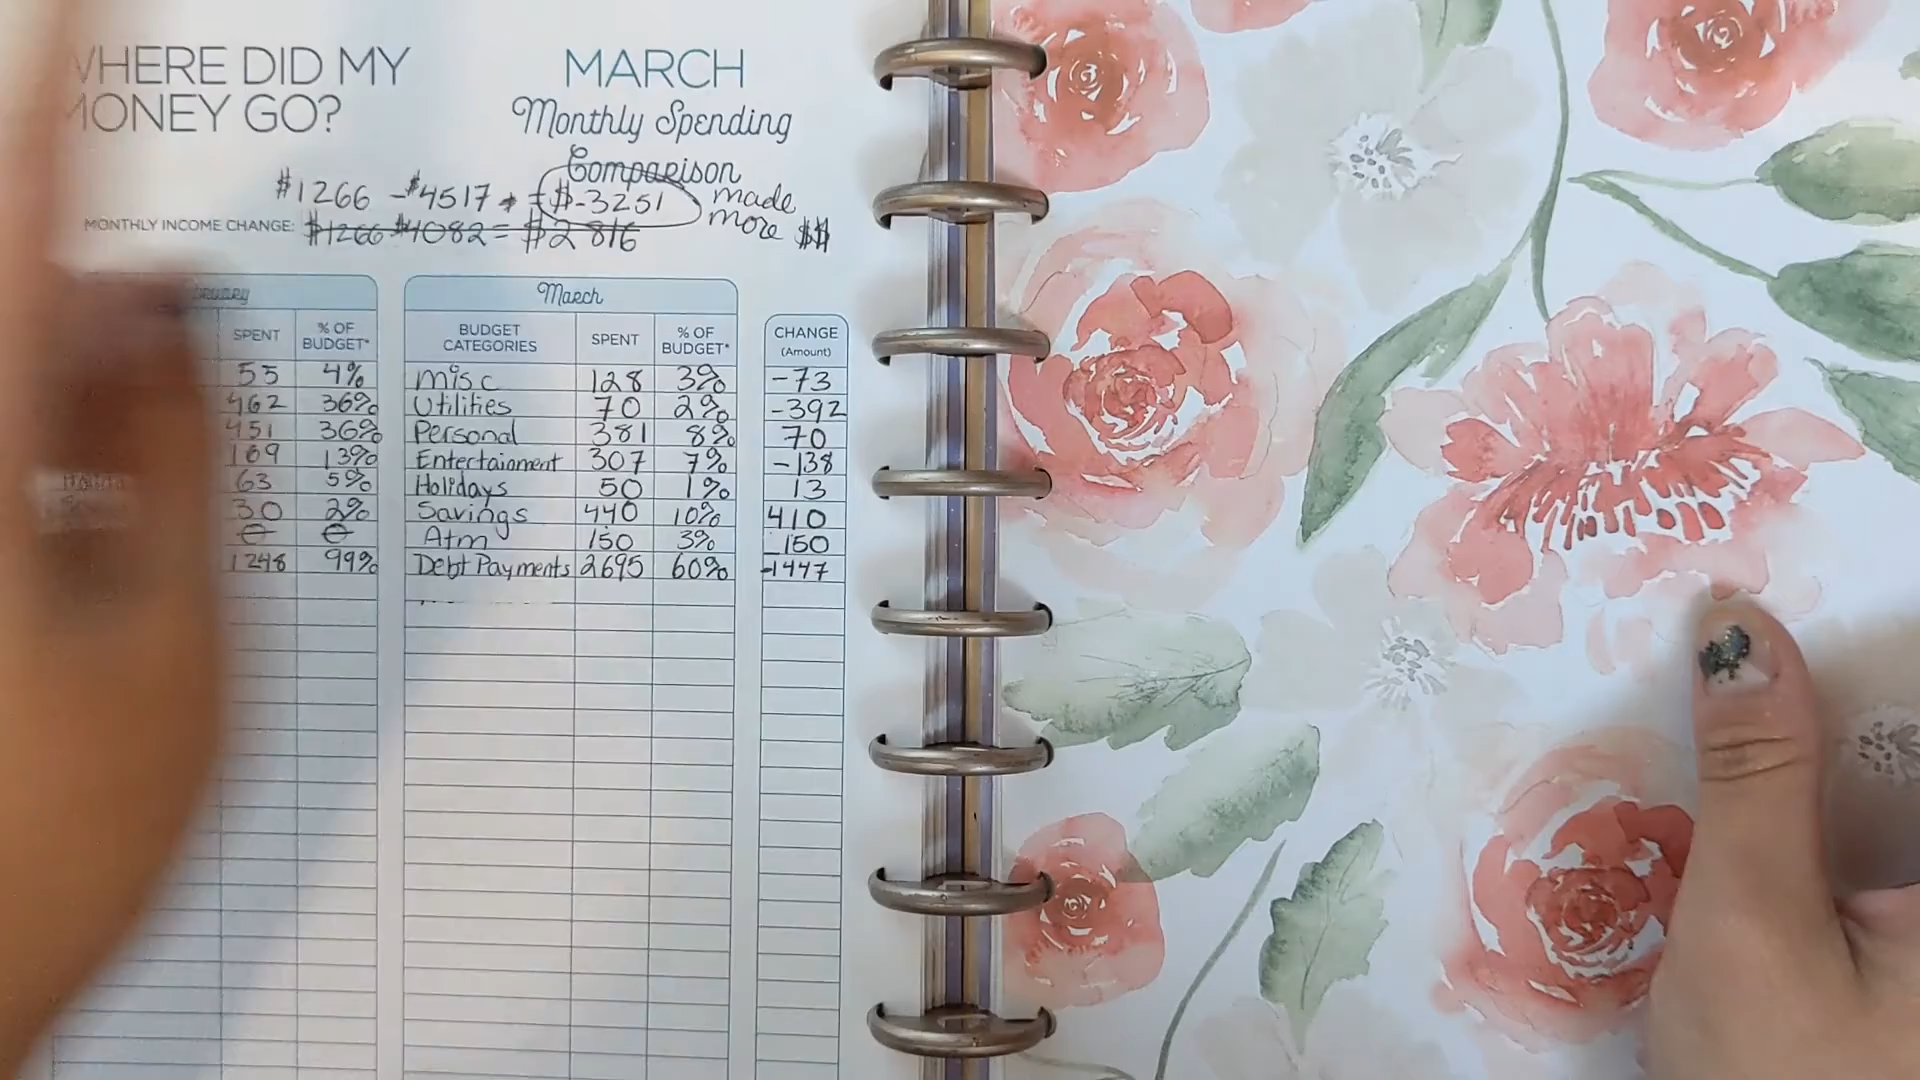 WHERE DID MY
MONEY GO?
MARCH
Monthly Spending
Comparison
$1266 - $4517 = $-3251 made
more $$
MONTHLY INCOME CHANGE: $1266 $4082 = $2816
March
SPENT % OF BUDGET* BUDGET CATEGORIES SPENT % OF BUDGET* CHANGE (Amount)
55 4% misc 128 3% -73
462 36% Utilities 70 2% -392
451 36% Personal 381 8% 70
169 13% Entertainment 307 7% -138
63 5% Holidays 50 1% 13
30 2% Savings 440 10% 410
Atm 150 3% 150
1248 99% Debt Payments 2695 60% -1447